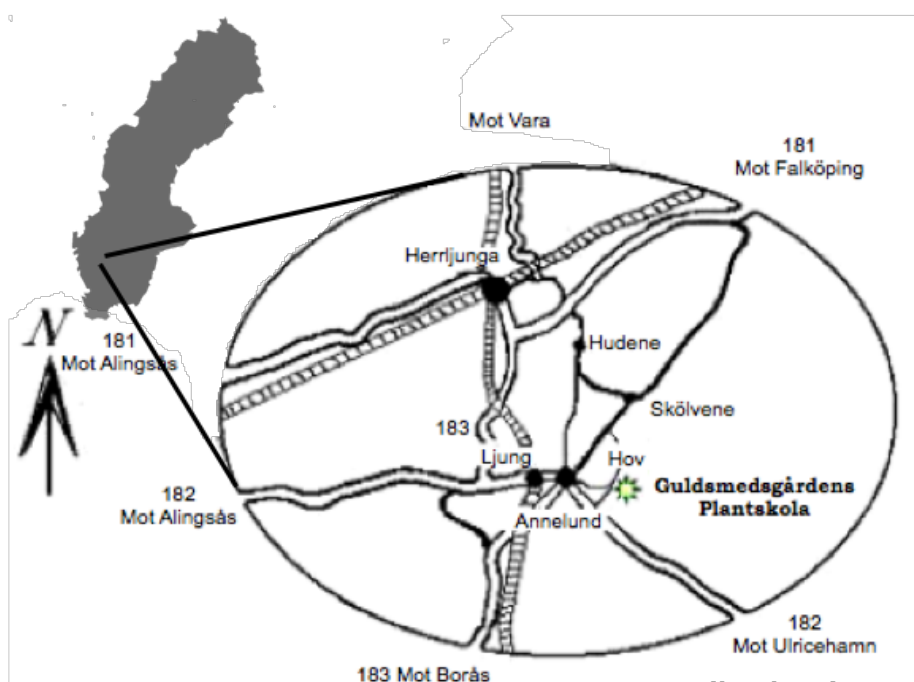 Mot Vara
181
Mot Falköping
Herrljunga
N
181
Mot Alingsås
Hudene
Skölvene
183
Ljung
Hov
Guldsmedsgårdens
Plantskola
182
Mot Alingsås
Annelund
182
Mot Ulricehamn
183 Mot Borås